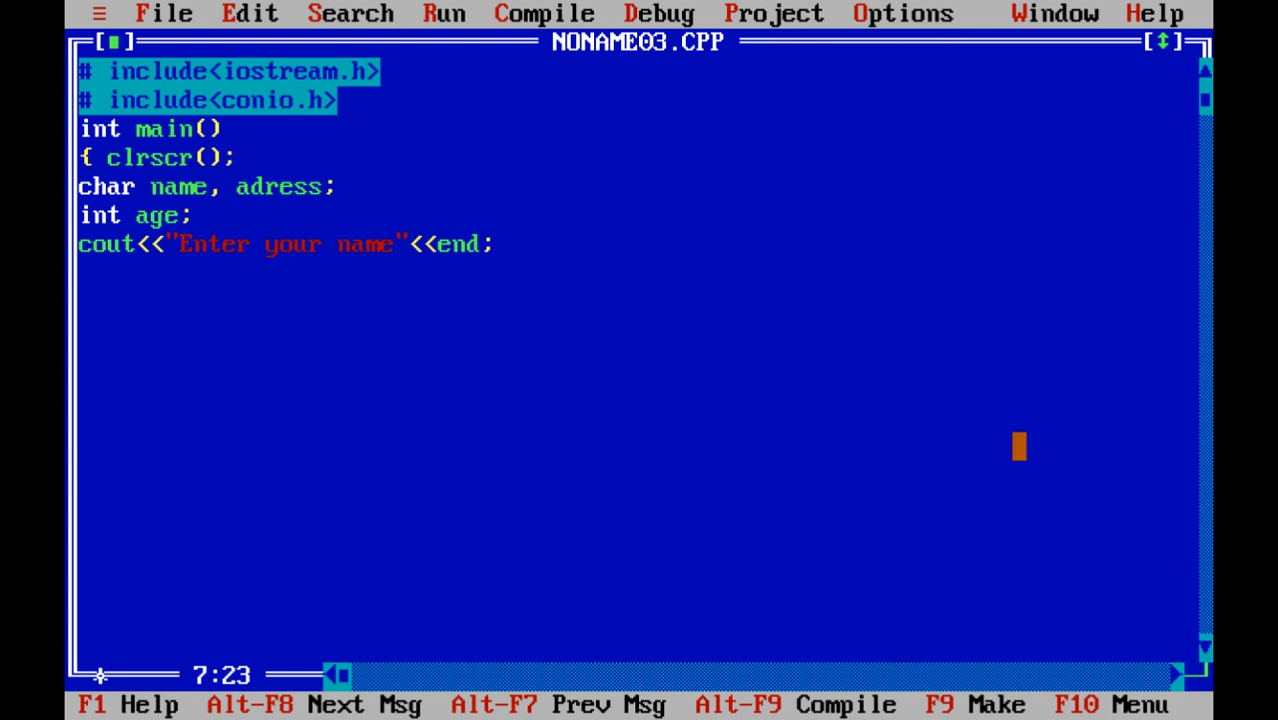 ≡ File Edit Search Run Compile Debug Project Options Window Help
[■] NONAME03.CPP [↕]
# include<iostream.h>
# include<conio.h>
int main()
{ clrscr();
char name, adress;
int age;
cout<<"Enter your name"<<end;
7:23
F1 Help Alt-F8 Next Msg Alt-F7 Prev Msg Alt-F9 Compile F9 Make F10 Menu